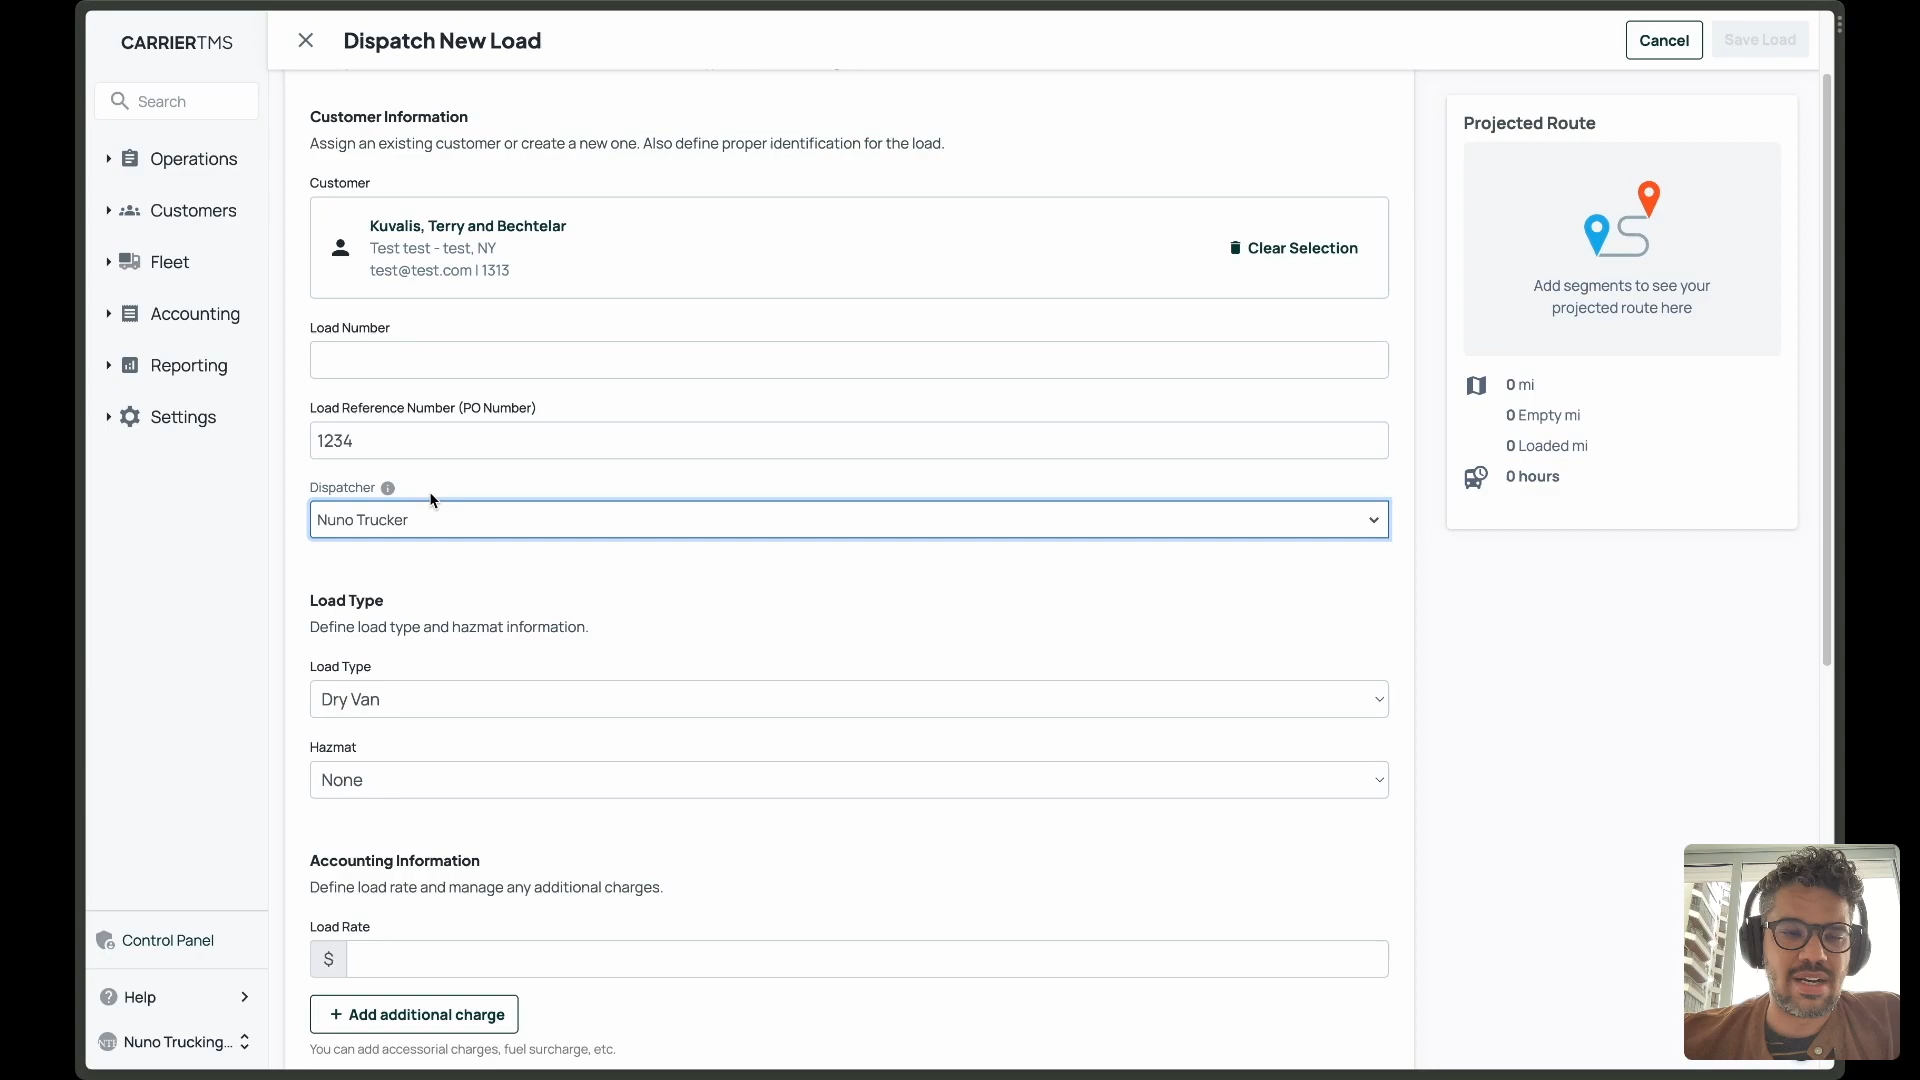 CARRIERTMS
Search
Operations
Customers
Fleet
Accounting
Reporting
Settings
Control Panel
Help
Nuno Trucking...
Dispatch New Load
Cancel
Save Load
Customer Information
Assign an existing customer or create a new one. Also define proper identification for the load.
Customer
Kuvalis, Terry and Bechtelar
Test test - test, NY
test@test.com | 1313
Clear Selection
Load Number
Load Reference Number (PO Number)
1234
Dispatcher
Nuno Trucker
Load Type
Define load type and hazmat information.
Load Type
Dry Van
Hazmat
None
Accounting Information
Define load rate and manage any additional charges.
Load Rate
$
+ Add additional charge
You can add accessorial charges, fuel surcharge, etc.
Projected Route
Add segments to see your
projected route here
0 mi
0 Empty mi
0 Loaded mi
0 hours